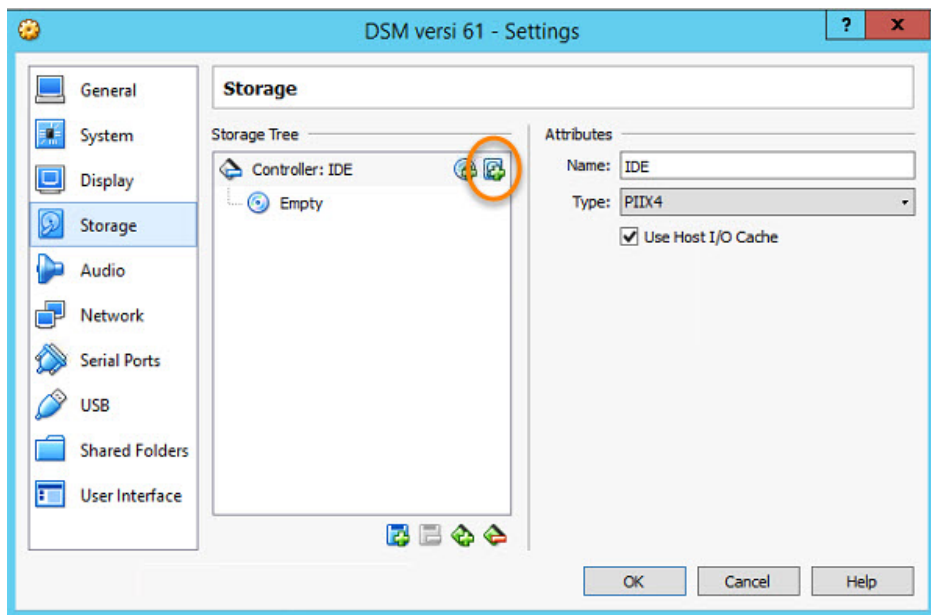 DSM versi 61 - Settings
?
x
General
System
Display
Storage
Audio
Network
Serial Ports
USB
Shared Folders
User Interface
Storage
Storage Tree
Controller: IDE
Empty
Attributes
Name: IDE
Type: PIIX4
Use Host I/O Cache
OK
Cancel
Help